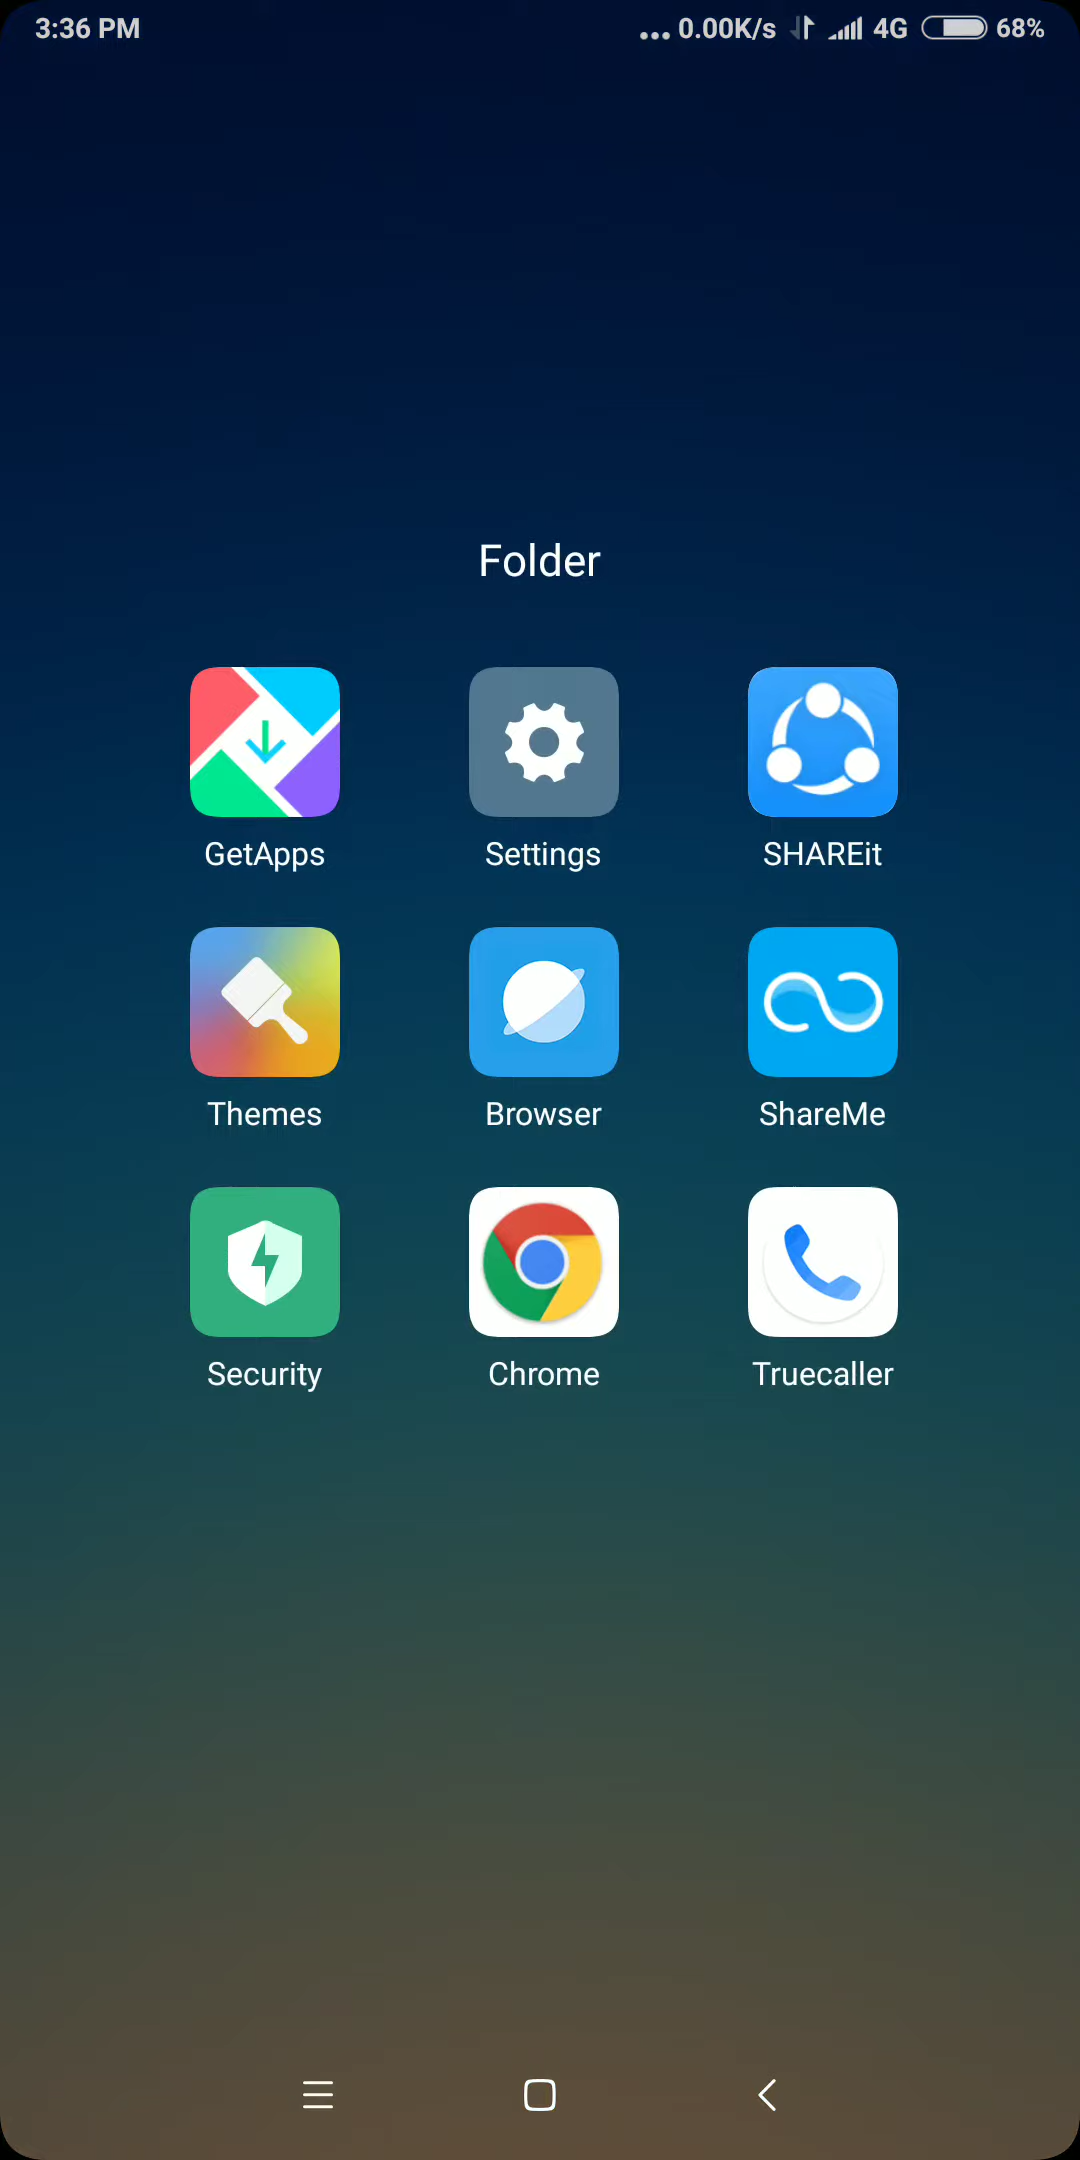 3:36 PM ... 0.00K/s 4G 68%
Folder
GetApps Settings SHAREit
Themes Browser ShareMe
Security Chrome Truecaller